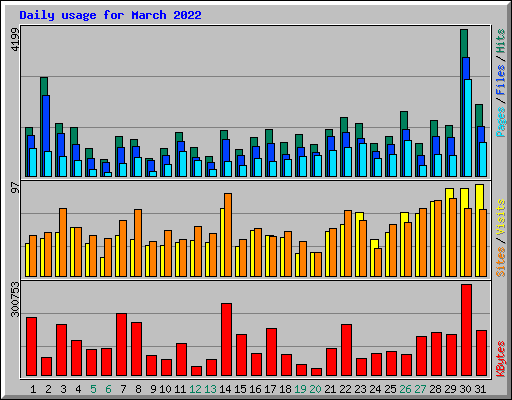 Daily usage for March 2022
4199
Pages / Files / Hits
97
Sites / Visits
300753
KBytes
1 2 3 4 5 6 7 8 9 10 11 12 13 14 15 16 17 18 19 20 21 22 23 24 25 26 27 28 29 30 31